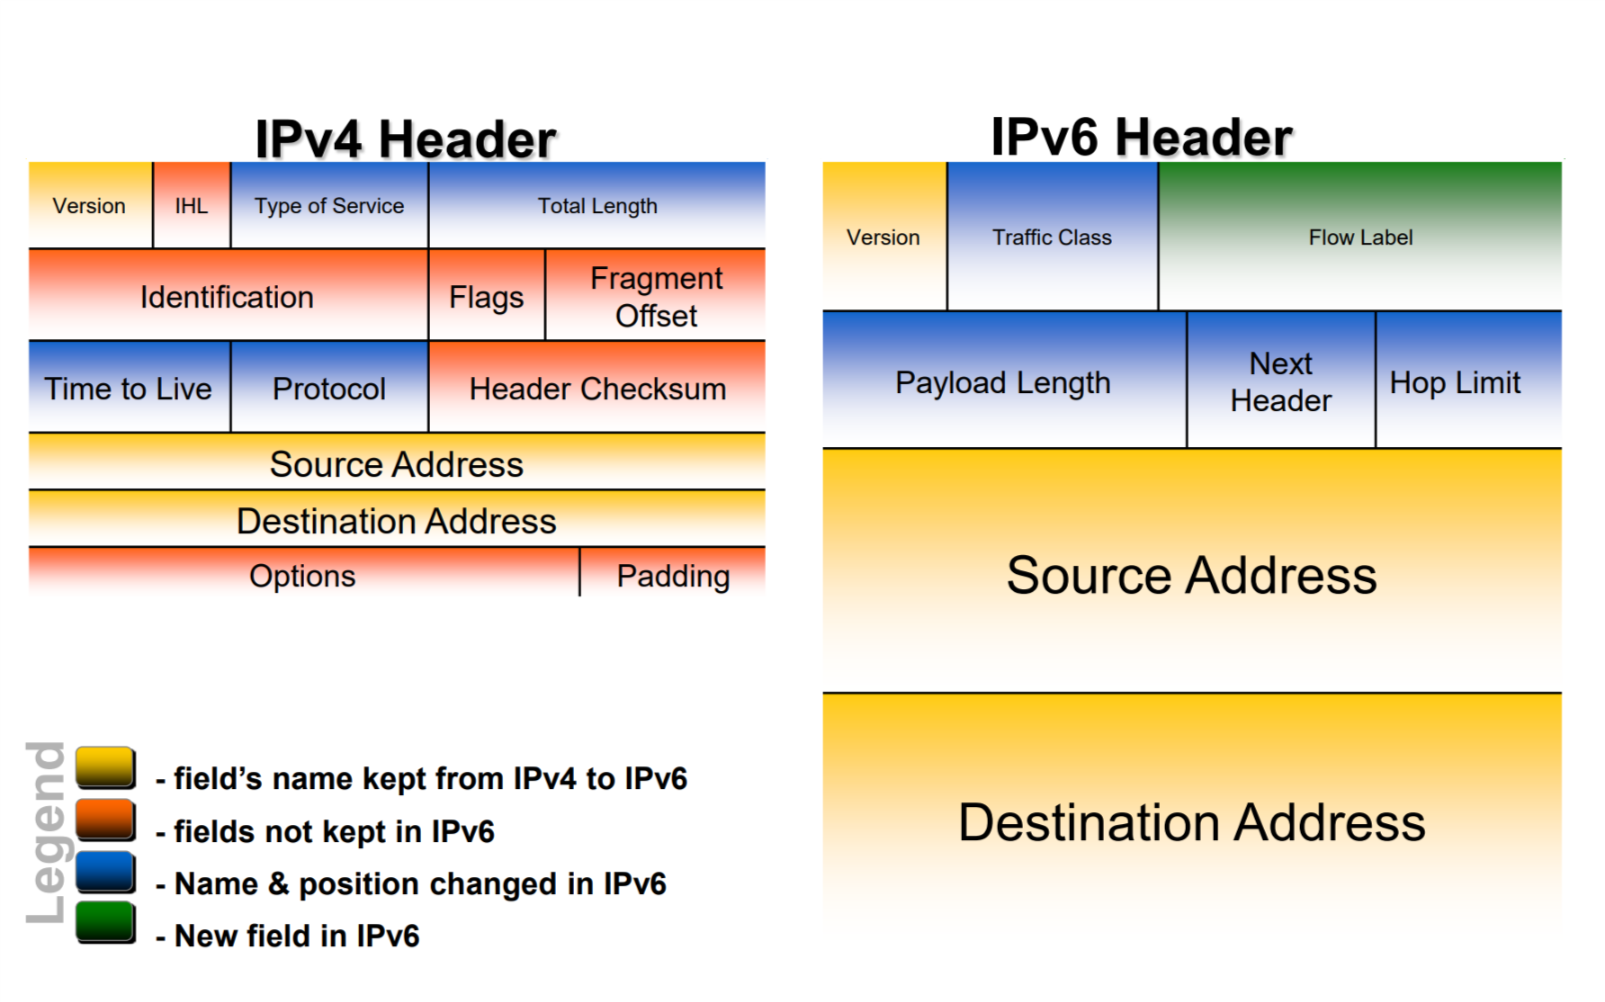 IPv4 Header
Version IHL Type of Service Total Length
Identification Flags Fragment
Offset
Time to Live Protocol Header Checksum
Source Address
Destination Address
Options Padding
IPv6 Header
Version Traffic Class Flow Label
Payload Length Next
Header Hop Limit
Source Address
Destination Address
Legend
- field’s name kept from IPv4 to IPv6
- fields not kept in IPv6
- Name & position changed in IPv6
- New field in IPv6